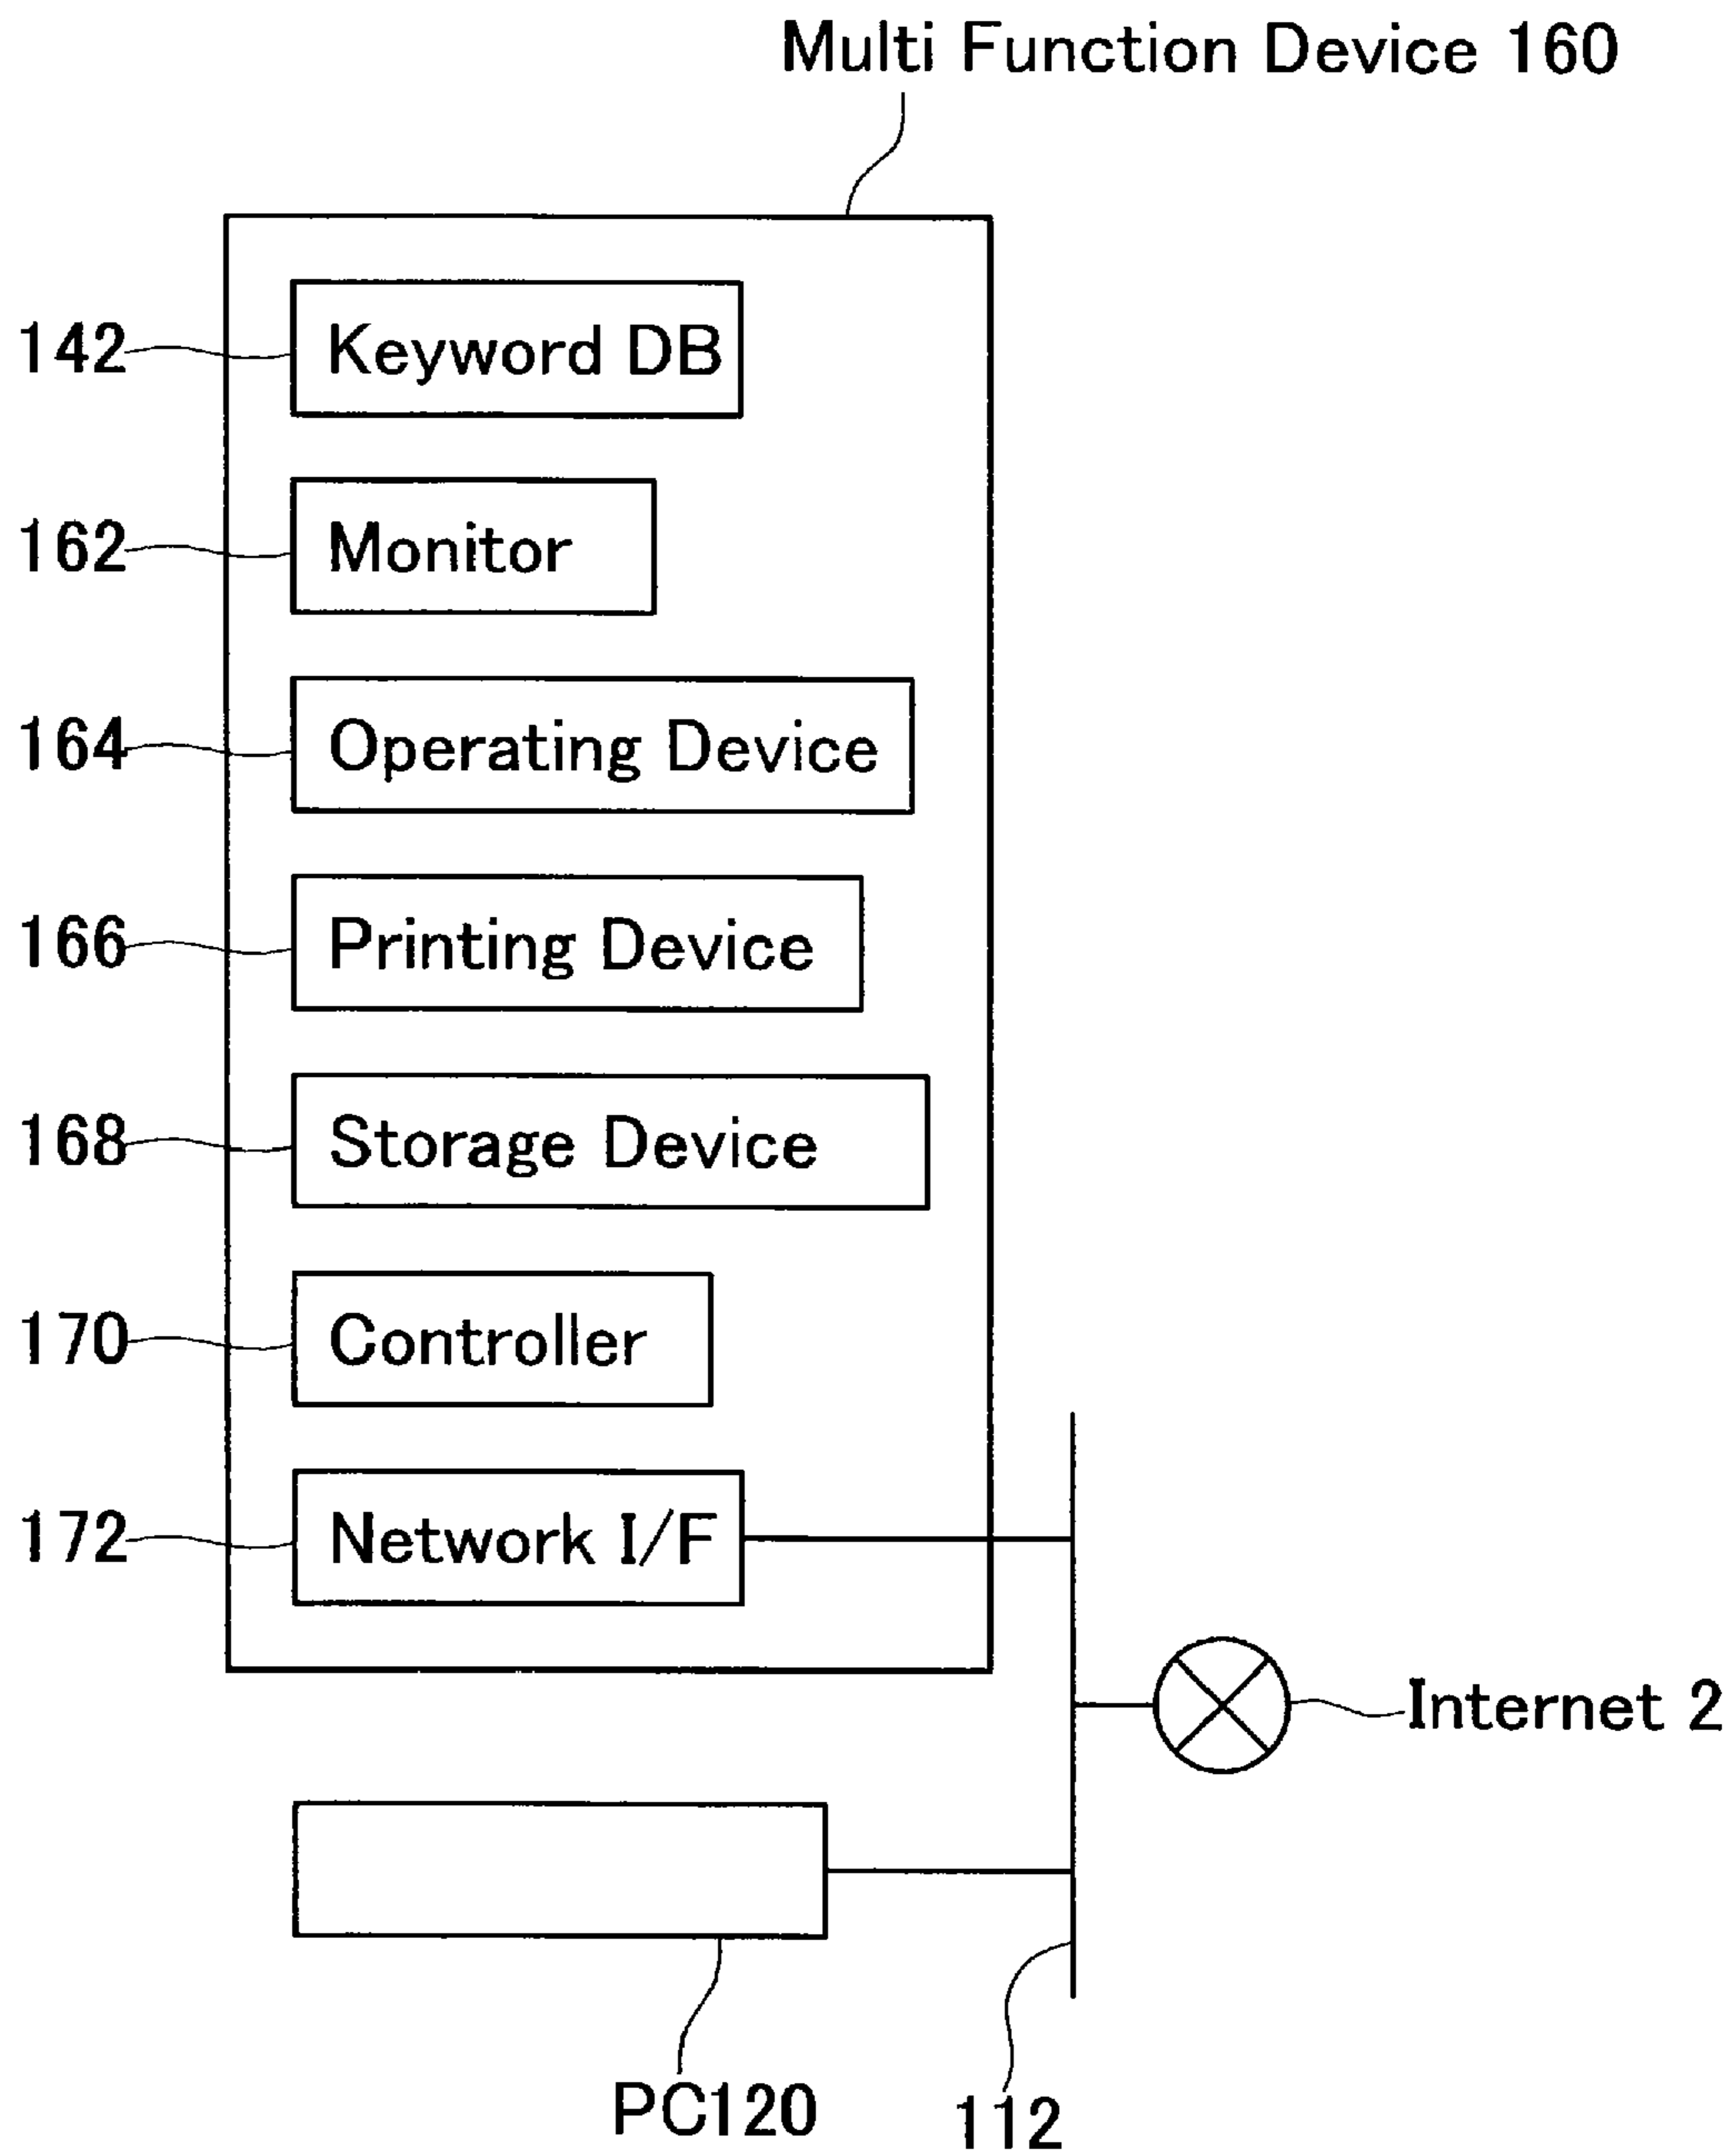 Multi Function Device 160
142 Keyword DB
162 Monitor
164 Operating Device
166 Printing Device
168 Storage Device
170 Controller
172 Network I/F
Internet 2
PC120
112